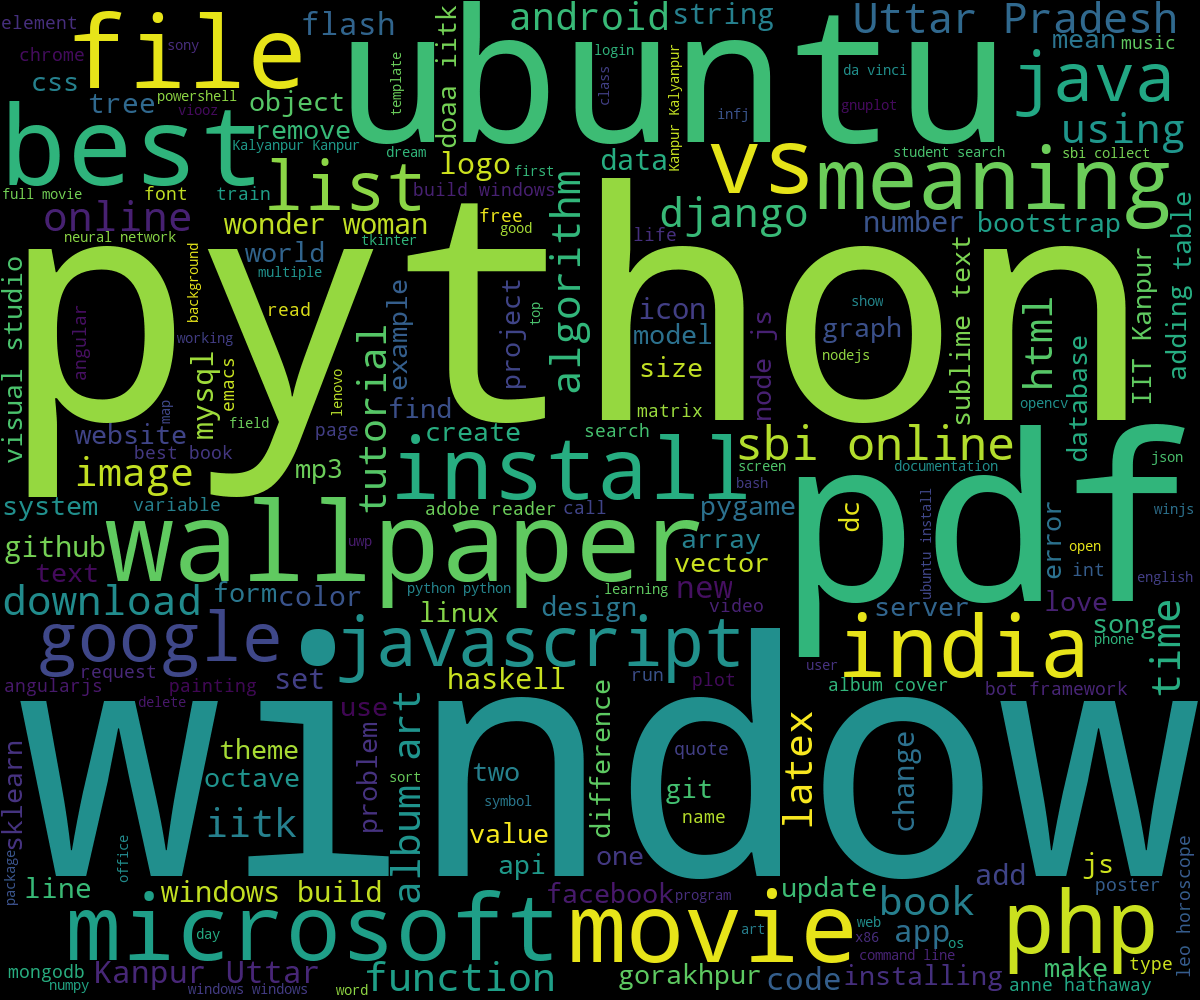 element
file
flash
ubuntu
android
string
Uttar Pradesh
chrome
sony
login
mean
music
css
template
doaa iitk
class
Kanpur Kalyanpur
da vinci
java
tree
powershell
object
viooz
infj
gnuplot
best
remove
using
Kalyanpur Kanpur
dream
logo
first
data
vs
student search
sbi collect
meaning
full movie
font
train
list
build windows
algorithm
django
number
bootstrap
online
wonder woman
free
good
life
neural network
tkinter
python
world
multiple
background
read
example
project
top
icon
show
sublime text
html
IIT Kanpur
adding table
visual studio
angular
working
tutorial
model
node js
graph
nodejs
mysql
emacs
lenovo
size
database
map
field
find
matrix
opencv
website
page
create
search
sbi online
best book
install
pdf
image
mp3
screen
documentation
json
bash
system
variable
adobe reader
call
pygame
dc
ubuntu install
error
winjs
github
wallpaper
uwp
array
open
text
python python
learning
vector
int
english
download
form
color
linux
design
new
video
server
love
time
song
phone
google
javascript
india
request
user
angularjs
painting
set
haskell
run
plot
album cover
bot framework
delete
window
use
album art
difference
latex
change
theme
problem
quote
sklearn
octave
sort
two
git
symbol
iitk
value
name
package
office
api
one
js
leo horoscope
line
windows build
facebook
program
update
book
add
poster
microsoft
movie
php
day
art
web
x86
app
os
command line
mongodb
numpy
Kanpur Uttar
windows windows
word
function
gorakhpur
code
installing
make
type
anne hathaway